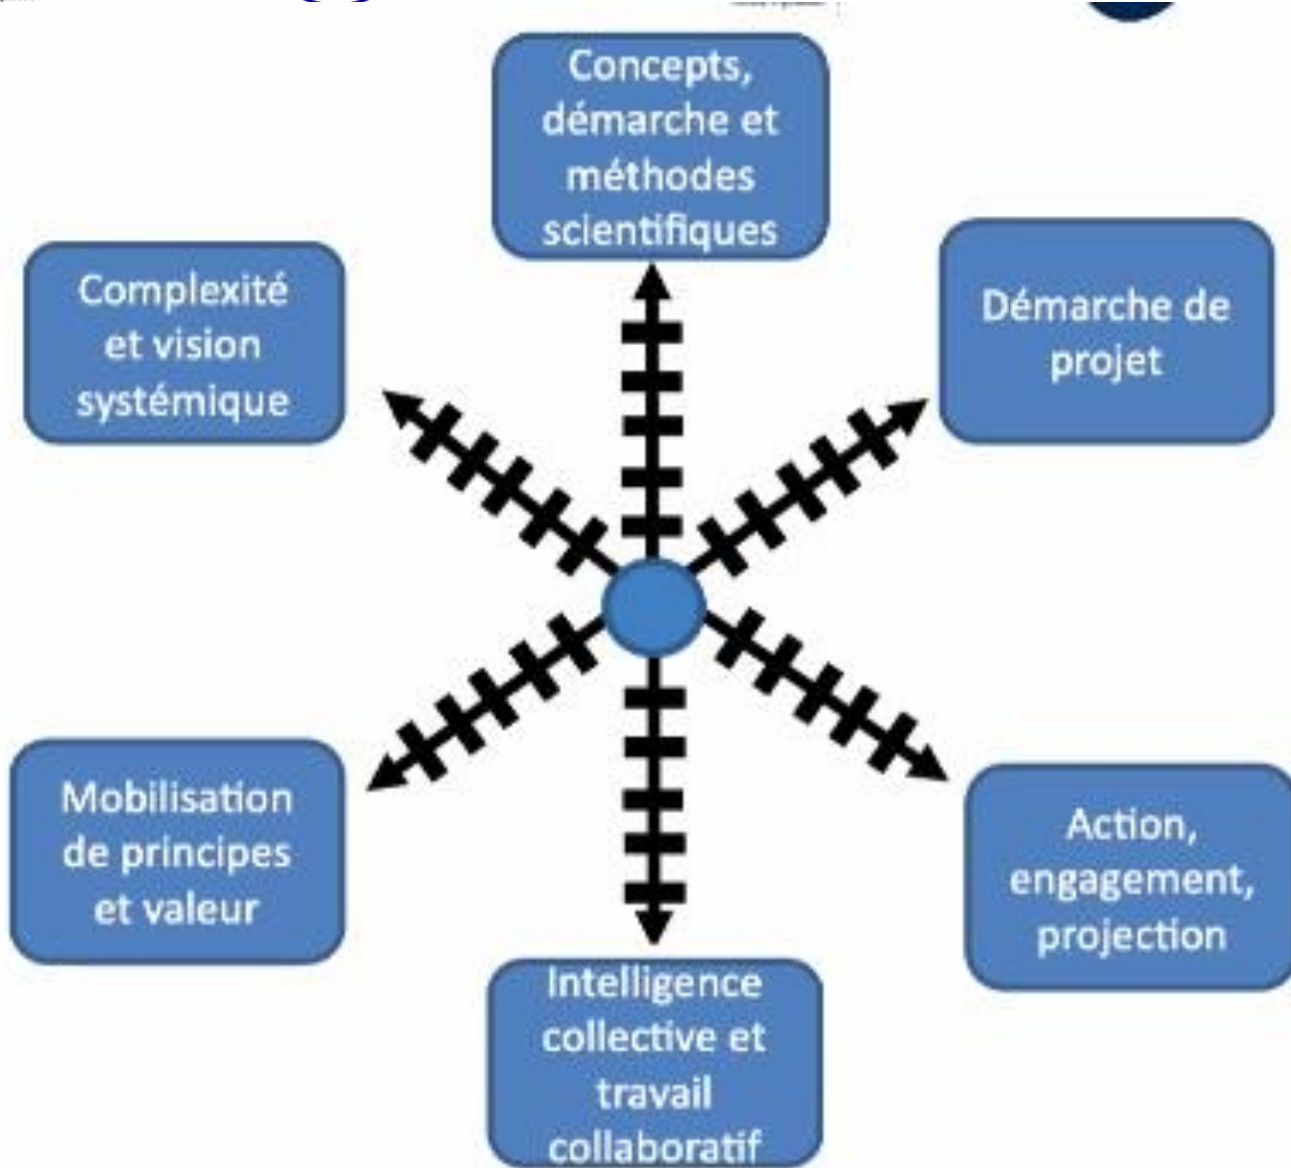 Concepts,
démarche et
méthodes
scientifiques
Complexité
et vision
systémique
Démarche de
projet
Mobilisation
de principes
et valeur
Action,
engagement,
projection
Intelligence
collective et
travail
collaboratif